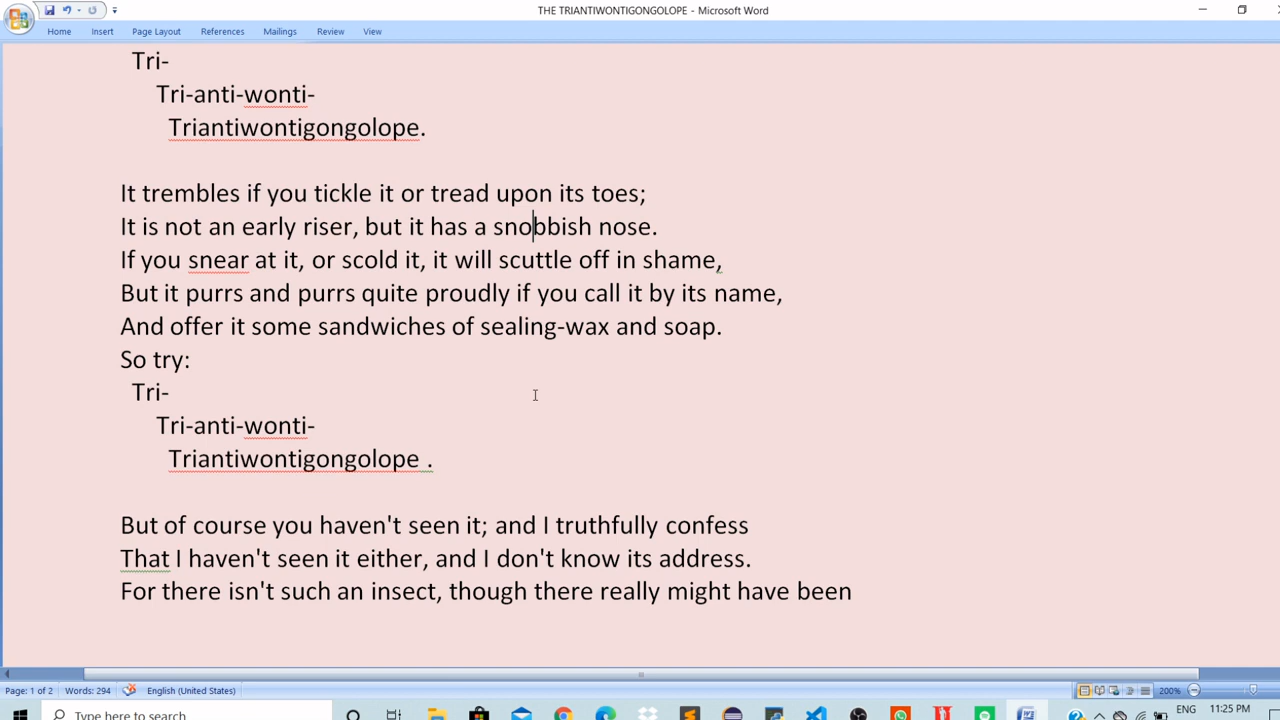 THE TRIANTIWONTIGONGOLOPE - Microsoft Word
Home Insert Page Layout References Mailings Review View
Tri-
Tri-anti-wonti-
Triantiwontigongolope.
It trembles if you tickle it or tread upon its toes;
It is not an early riser, but it has a snobbish nose.
If you snear at it, or scold it, it will scuttle off in shame,
But it purrs and purrs quite proudly if you call it by its name,
And offer it some sandwiches of sealing-wax and soap.
So try:
Tri-
Tri-anti-wonti-
Triantiwontigongolope .
But of course you haven't seen it; and I truthfully confess
That I haven't seen it either, and I don't know its address.
For there isn't such an insect, though there really might have been
Page: 1 of 2 Words: 294 English (United States) 200%
Type here to search ENG 11:25 PM